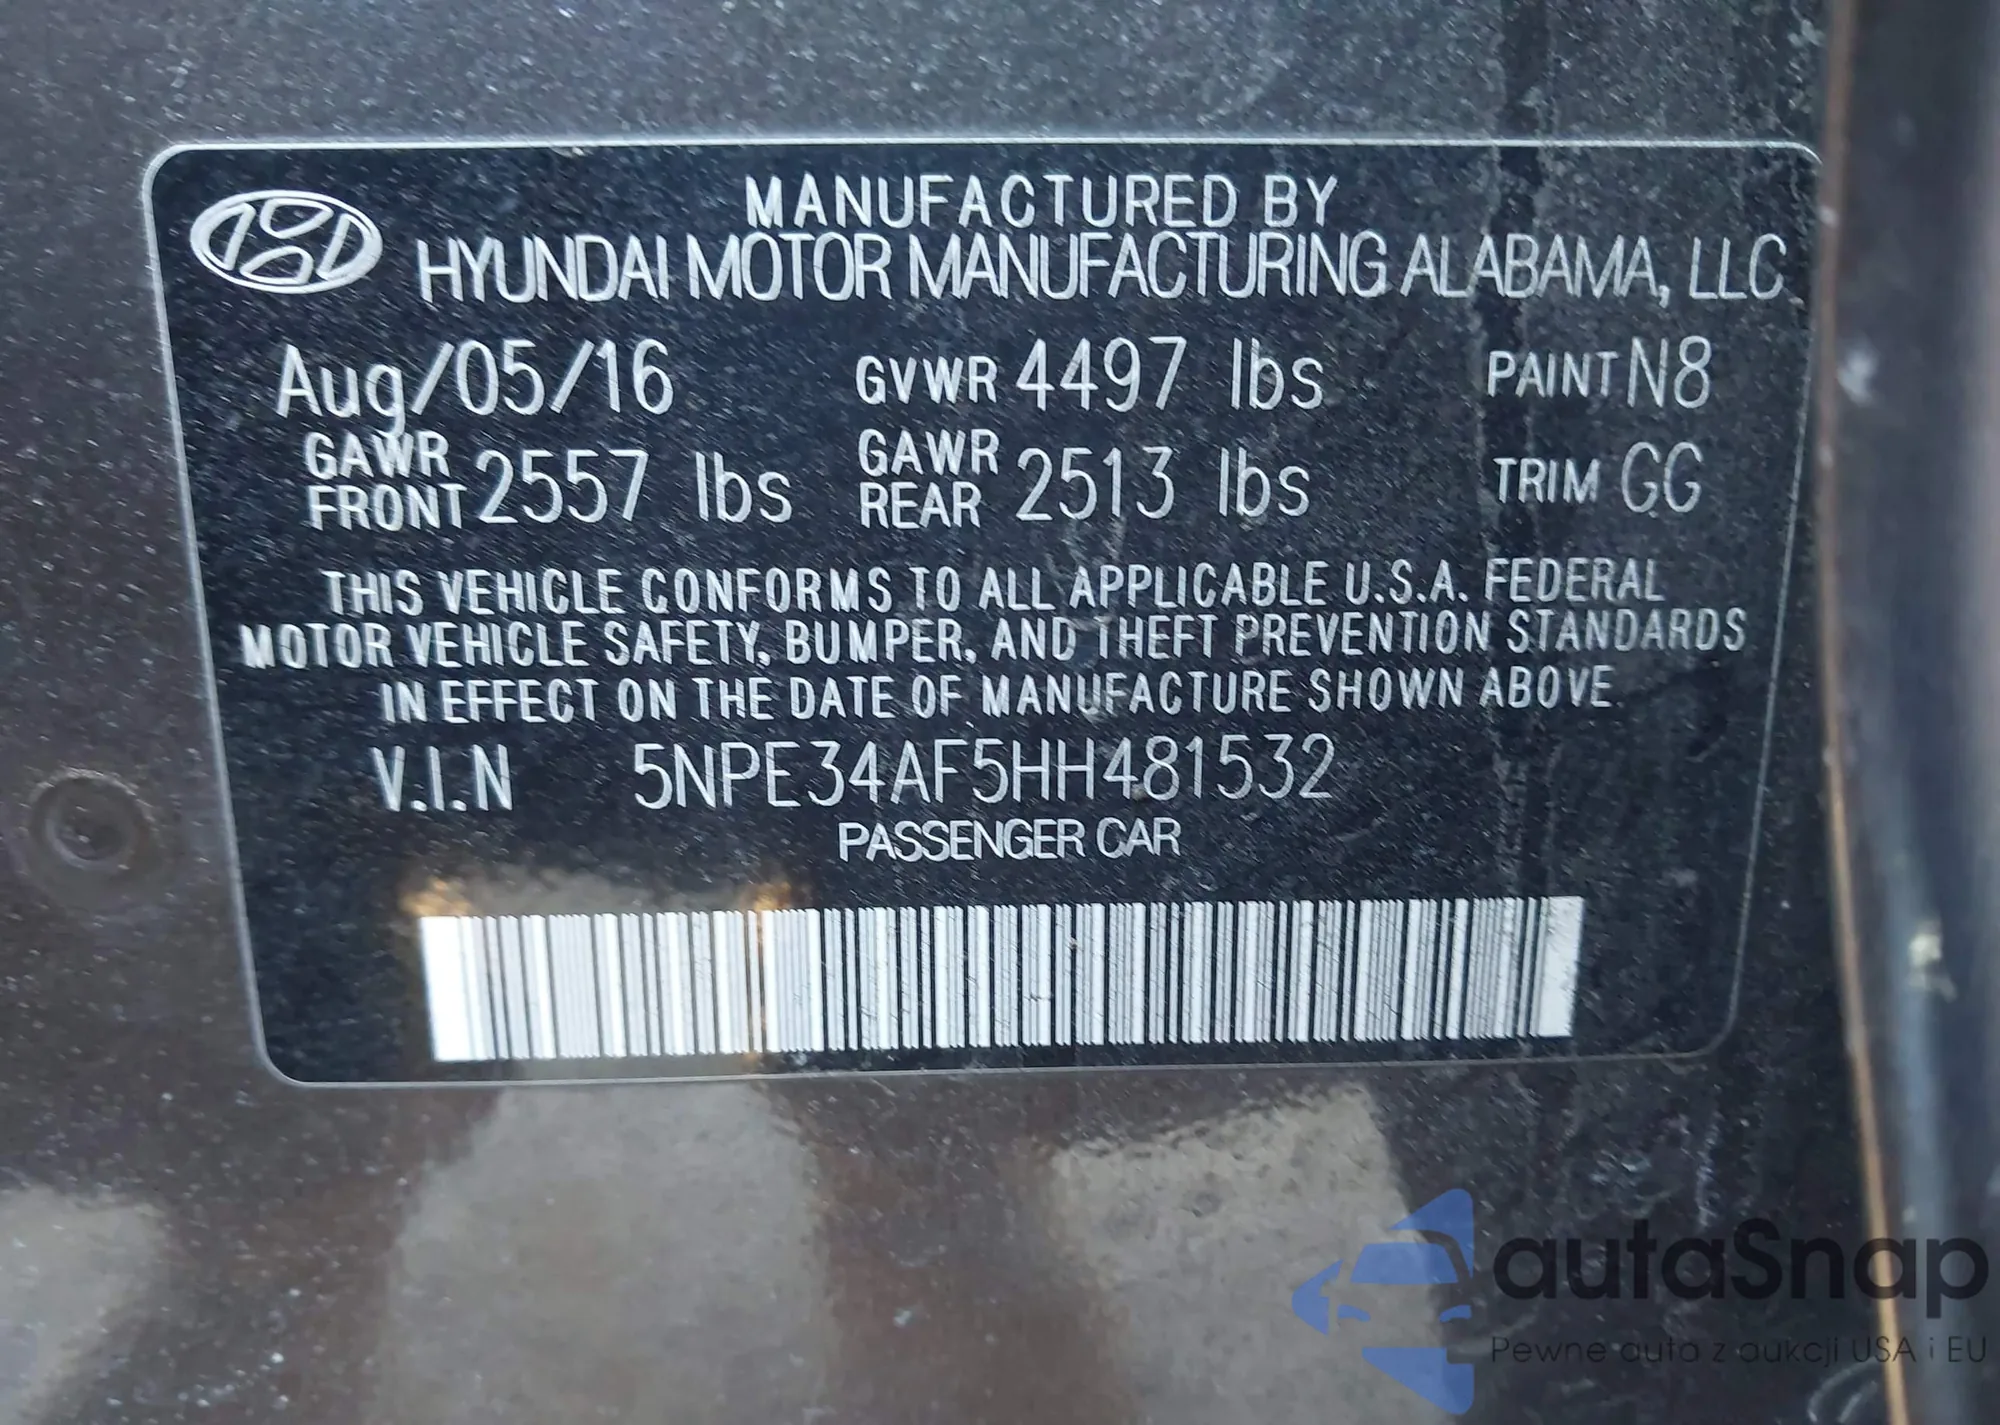 MANUFACTURED BY
HYUNDAI MOTOR MANUFACTURING ALABAMA, LLC
Aug/05/16 GVWR 4497 lbs PAINT N8
GAWR FRONT 2557 lbs GAWR REAR 2513 lbs TRIM GG
THIS VEHICLE CONFORMS TO ALL APPLICABLE U.S.A. FEDERAL
MOTOR VEHICLE SAFETY, BUMPER, AND THEFT PREVENTION STANDARDS
IN EFFECT ON THE DATE OF MANUFACTURE SHOWN ABOVE
V.I.N 5NPE34AF5HH481532
PASSENGER CAR
autaSnap
Pewne auta z aukcji USA i EU